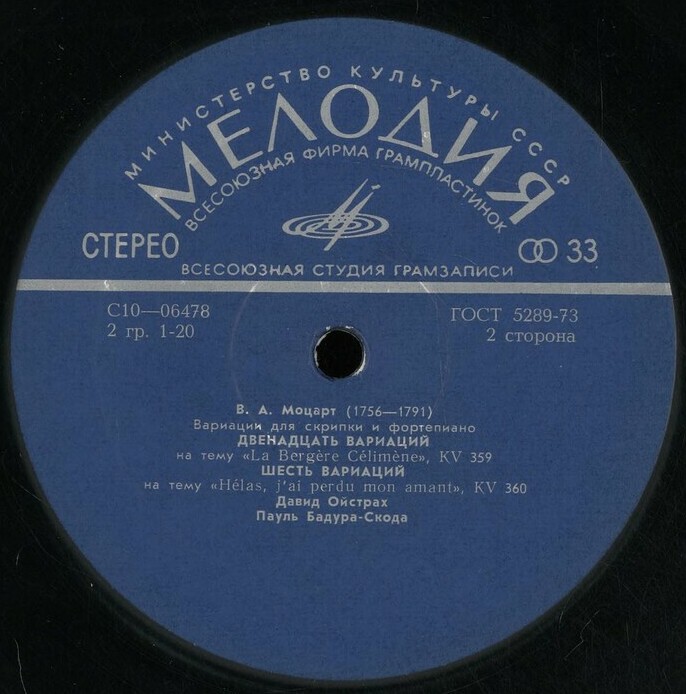 МИНИСТЕРСТВО КУЛЬТУРЫ СССР
МЕЛОДИЯ
ВСЕСОЮЗНАЯ ФИРМА ГРАМПЛАСТИНОК
СТЕРЕО
33
ВСЕСОЮЗНАЯ СТУДИЯ ГРАМЗАПИСИ
С10—06478
ГОСТ 5289-73
2 гр. 1-20
2 сторона
В. А. Моцарт (1756—1791)
Вариации для скрипки и фортепиано
ДВЕНАДЦАТЬ ВАРИАЦИЙ
на тему «La Bergère Célimène», KV 359
ШЕСТЬ ВАРИАЦИЙ
на тему «Hélas, j'ai perdu mon amant», KV 360
Давид Ойстрах
Пауль Бадура-Скода